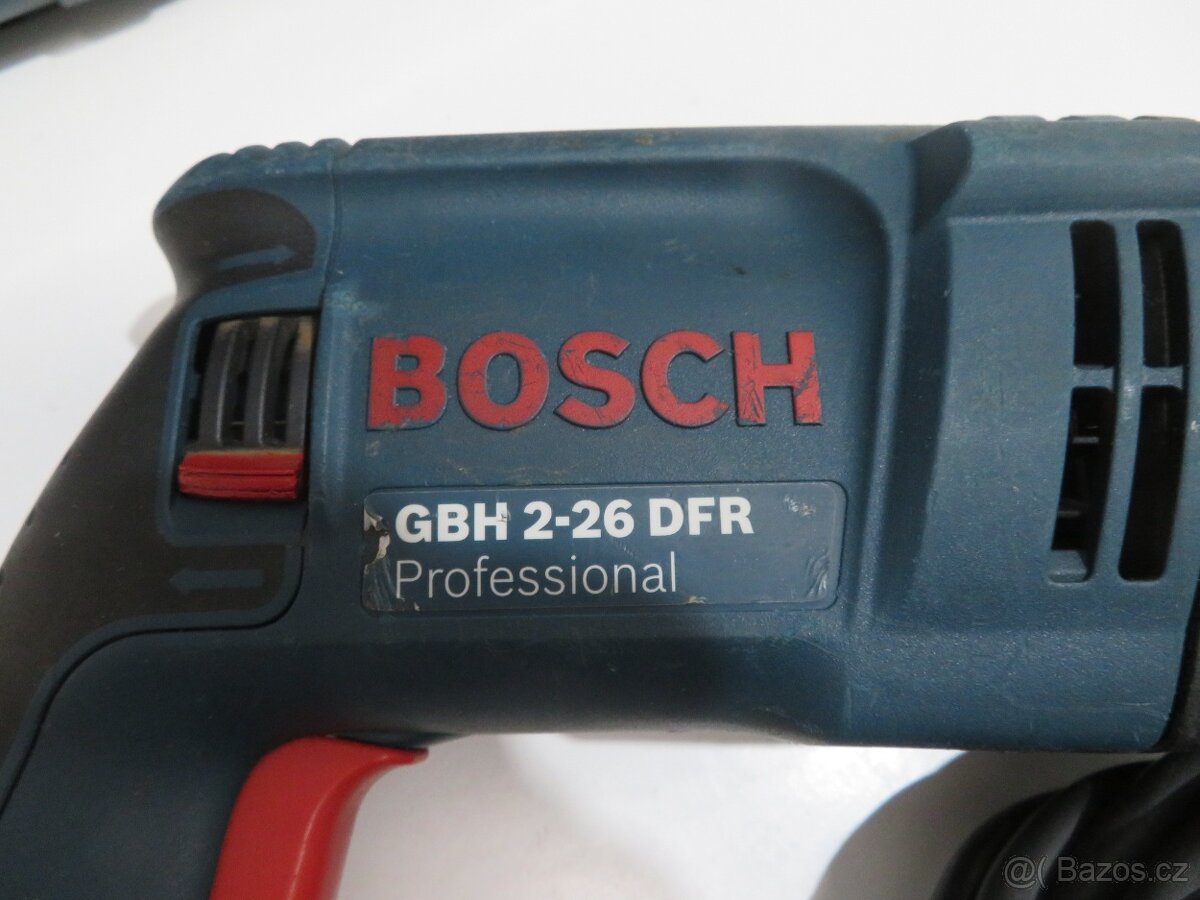 BOSCH
GBH 2-26 DFR
Professional
@( Bazos.cz